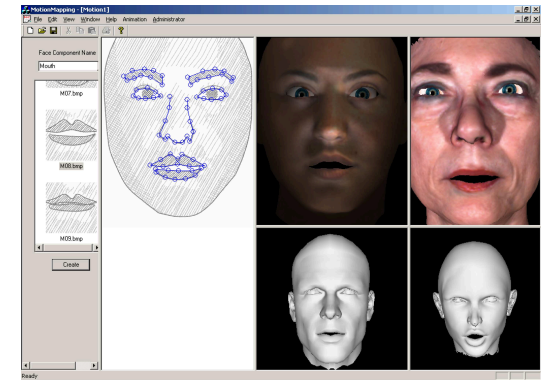 MotionMapping - [Motion1]
File Edit View Window Help Animation Administrator
Face Component Name
Mouth
M07.bmp
M08.bmp
M09.bmp
Create
Ready